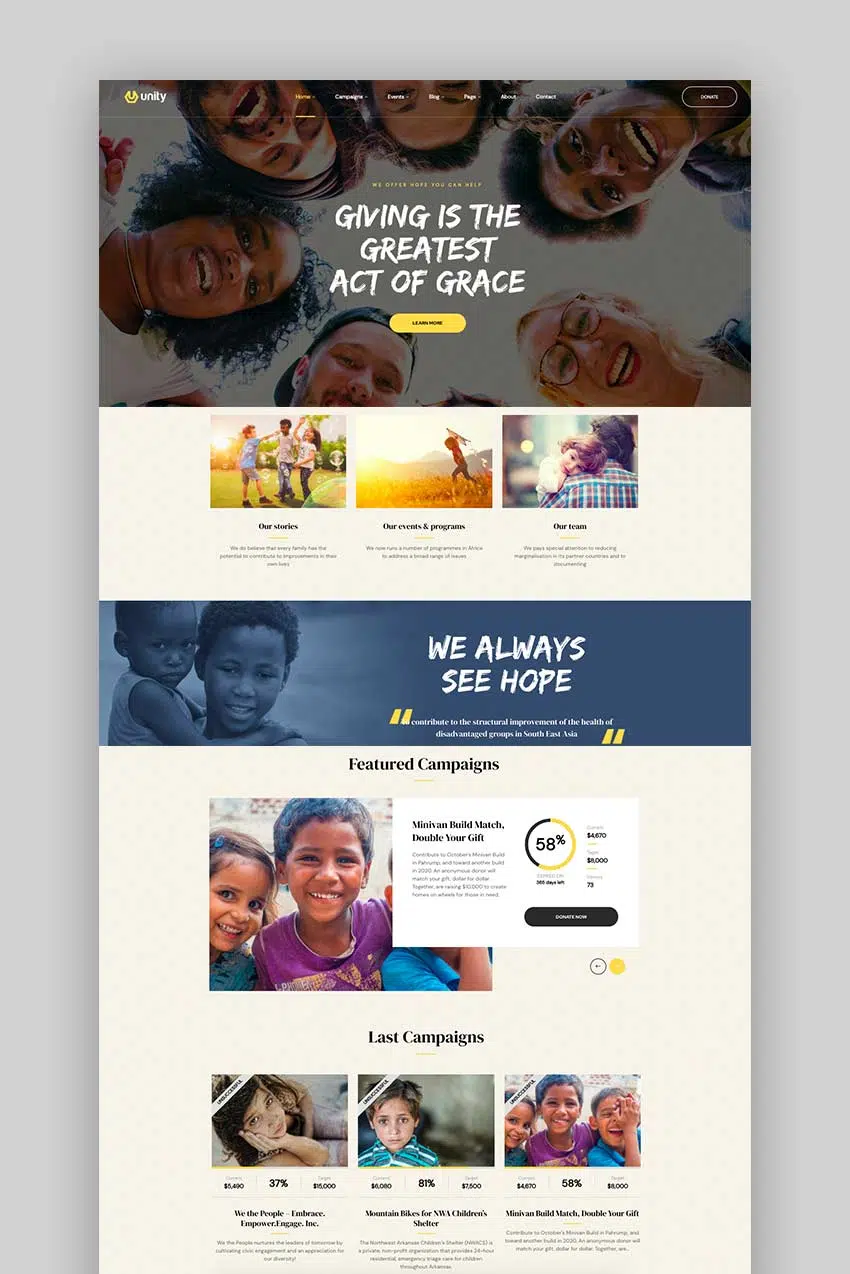 unity
Home
Campaigns
Events
Blog
Page
About
Contact
DONATE
WE OFFER HOPE YOU CAN HELP
GIVING IS THE
GREATEST
ACT OF GRACE
LEARN MORE
Our stories
We do believe that every family has the
potential to contribute to improvements in their
own lives
Our events & programs
We now runs a number of programmes in Africa
to address a broad range of issues
Our team
We pays special attention to reducing
marginalisation in its partner countries and to
documenting
WE ALWAYS
SEE HOPE
contribute to the structural improvement of the health of
disadvantaged groups in South East Asia
Featured Campaigns
Minivan Build Match,
Double Your Gift
Contribute to October's Minivan Build
in Pahrump, and toward another build
in 2020. An anonymous donor will
match your gift, dollar for dollar.
Together, are raising $10,000 to create
homes on wheels for those in need.
58%
365 days left
Current
$4,670
Target
$8,000
Donors
73
DONATE NOW
Last Campaigns
UNSUCCESSFUL
Current
$5,490
37%
Target
$15,000
We the People – Embrace.
Empower.Engage. Inc.
We the People nurtures the leaders of tomorrow by
cultivating civic engagement and an appreciation for
our diversity!
UNSUCCESSFUL
Current
$6,080
81%
Target
$7,500
Mountain Bikes for NWA Children's
Shelter
The Northwest Arkansas Children's Shelter (NWACS) is
a private, non-profit organization that provides 24-hour
residential, emergency triage care for children
throughout Arkansas.
UNSUCCESSFUL
Current
$4,670
58%
Target
$8,000
Minivan Build Match, Double Your Gift
Contribute to October's Minivan Build in Pahrump, and
toward another build in 2020. An anonymous donor will
match your gift, dollar for dollar. Together, are...